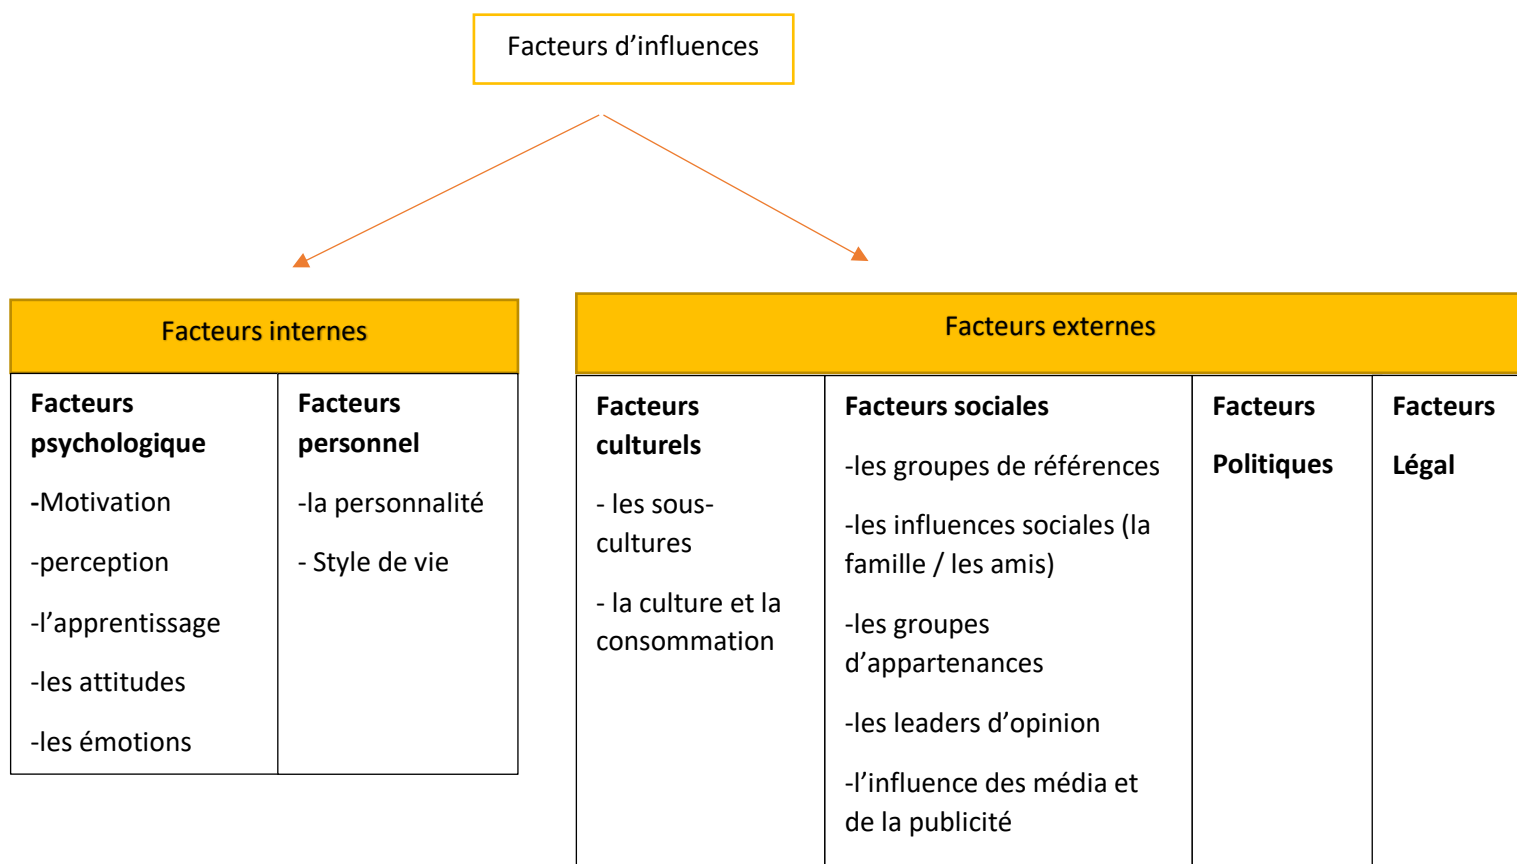 Facteurs d’influences
Facteurs internes
Facteurs
psychologique
-Motivation
-perception
-l’apprentissage
-les attitudes
-les émotions
Facteurs
personnel
-la personnalité
- Style de vie
Facteurs externes
Facteurs
culturels
- les sous-
cultures
- la culture et la
consommation
Facteurs sociales
-les groupes de références
-les influences sociales (la
famille / les amis)
-les groupes
d’appartenances
-les leaders d’opinion
-l’influence des média et
de la publicité
Facteurs
Politiques
Facteurs
Légal